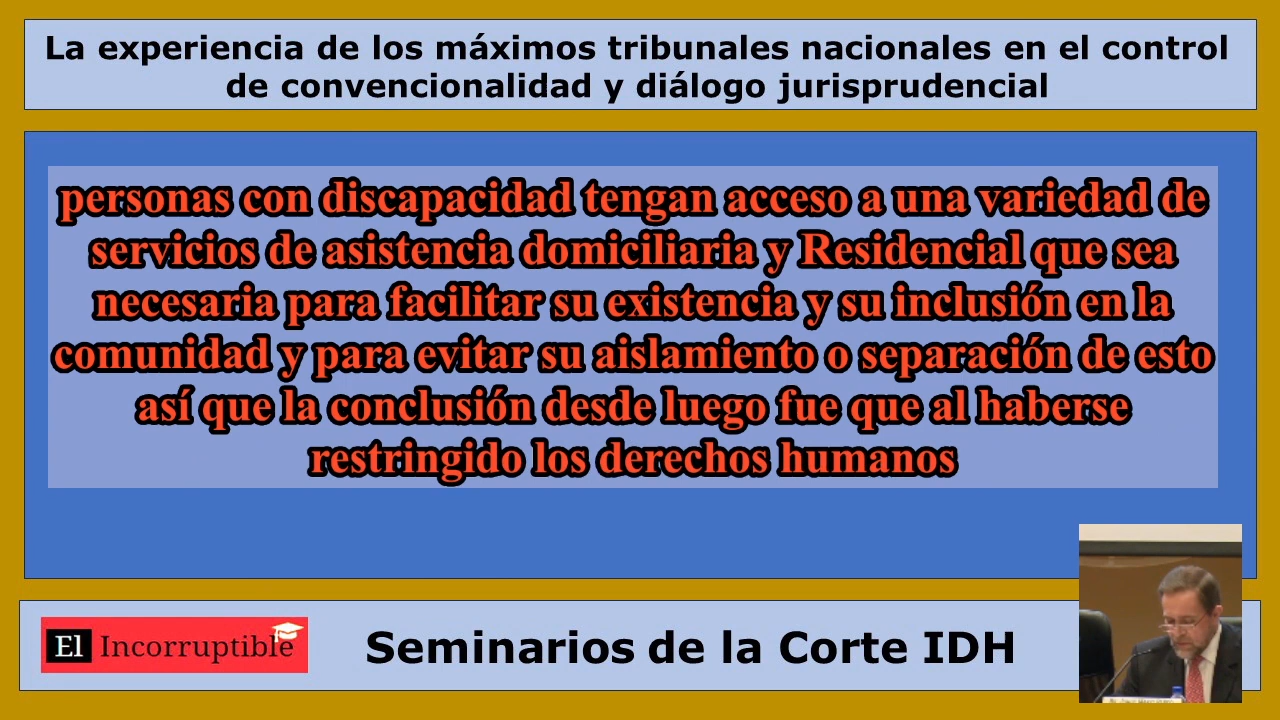 La experiencia de los máximos tribunales nacionales en el control
de convencionalidad y diálogo jurisprudencial
personas con discapacidad tengan acceso a una variedad de
servicios de asistencia domiciliaria y Residencial que sea
necesaria para facilitar su existencia y su inclusión en la
comunidad y para evitar su aislamiento o separación de esto
así que la conclusión desde luego fue que al haberse
restringido los derechos humanos
El Incorruptible
Seminarios de la Corte IDH